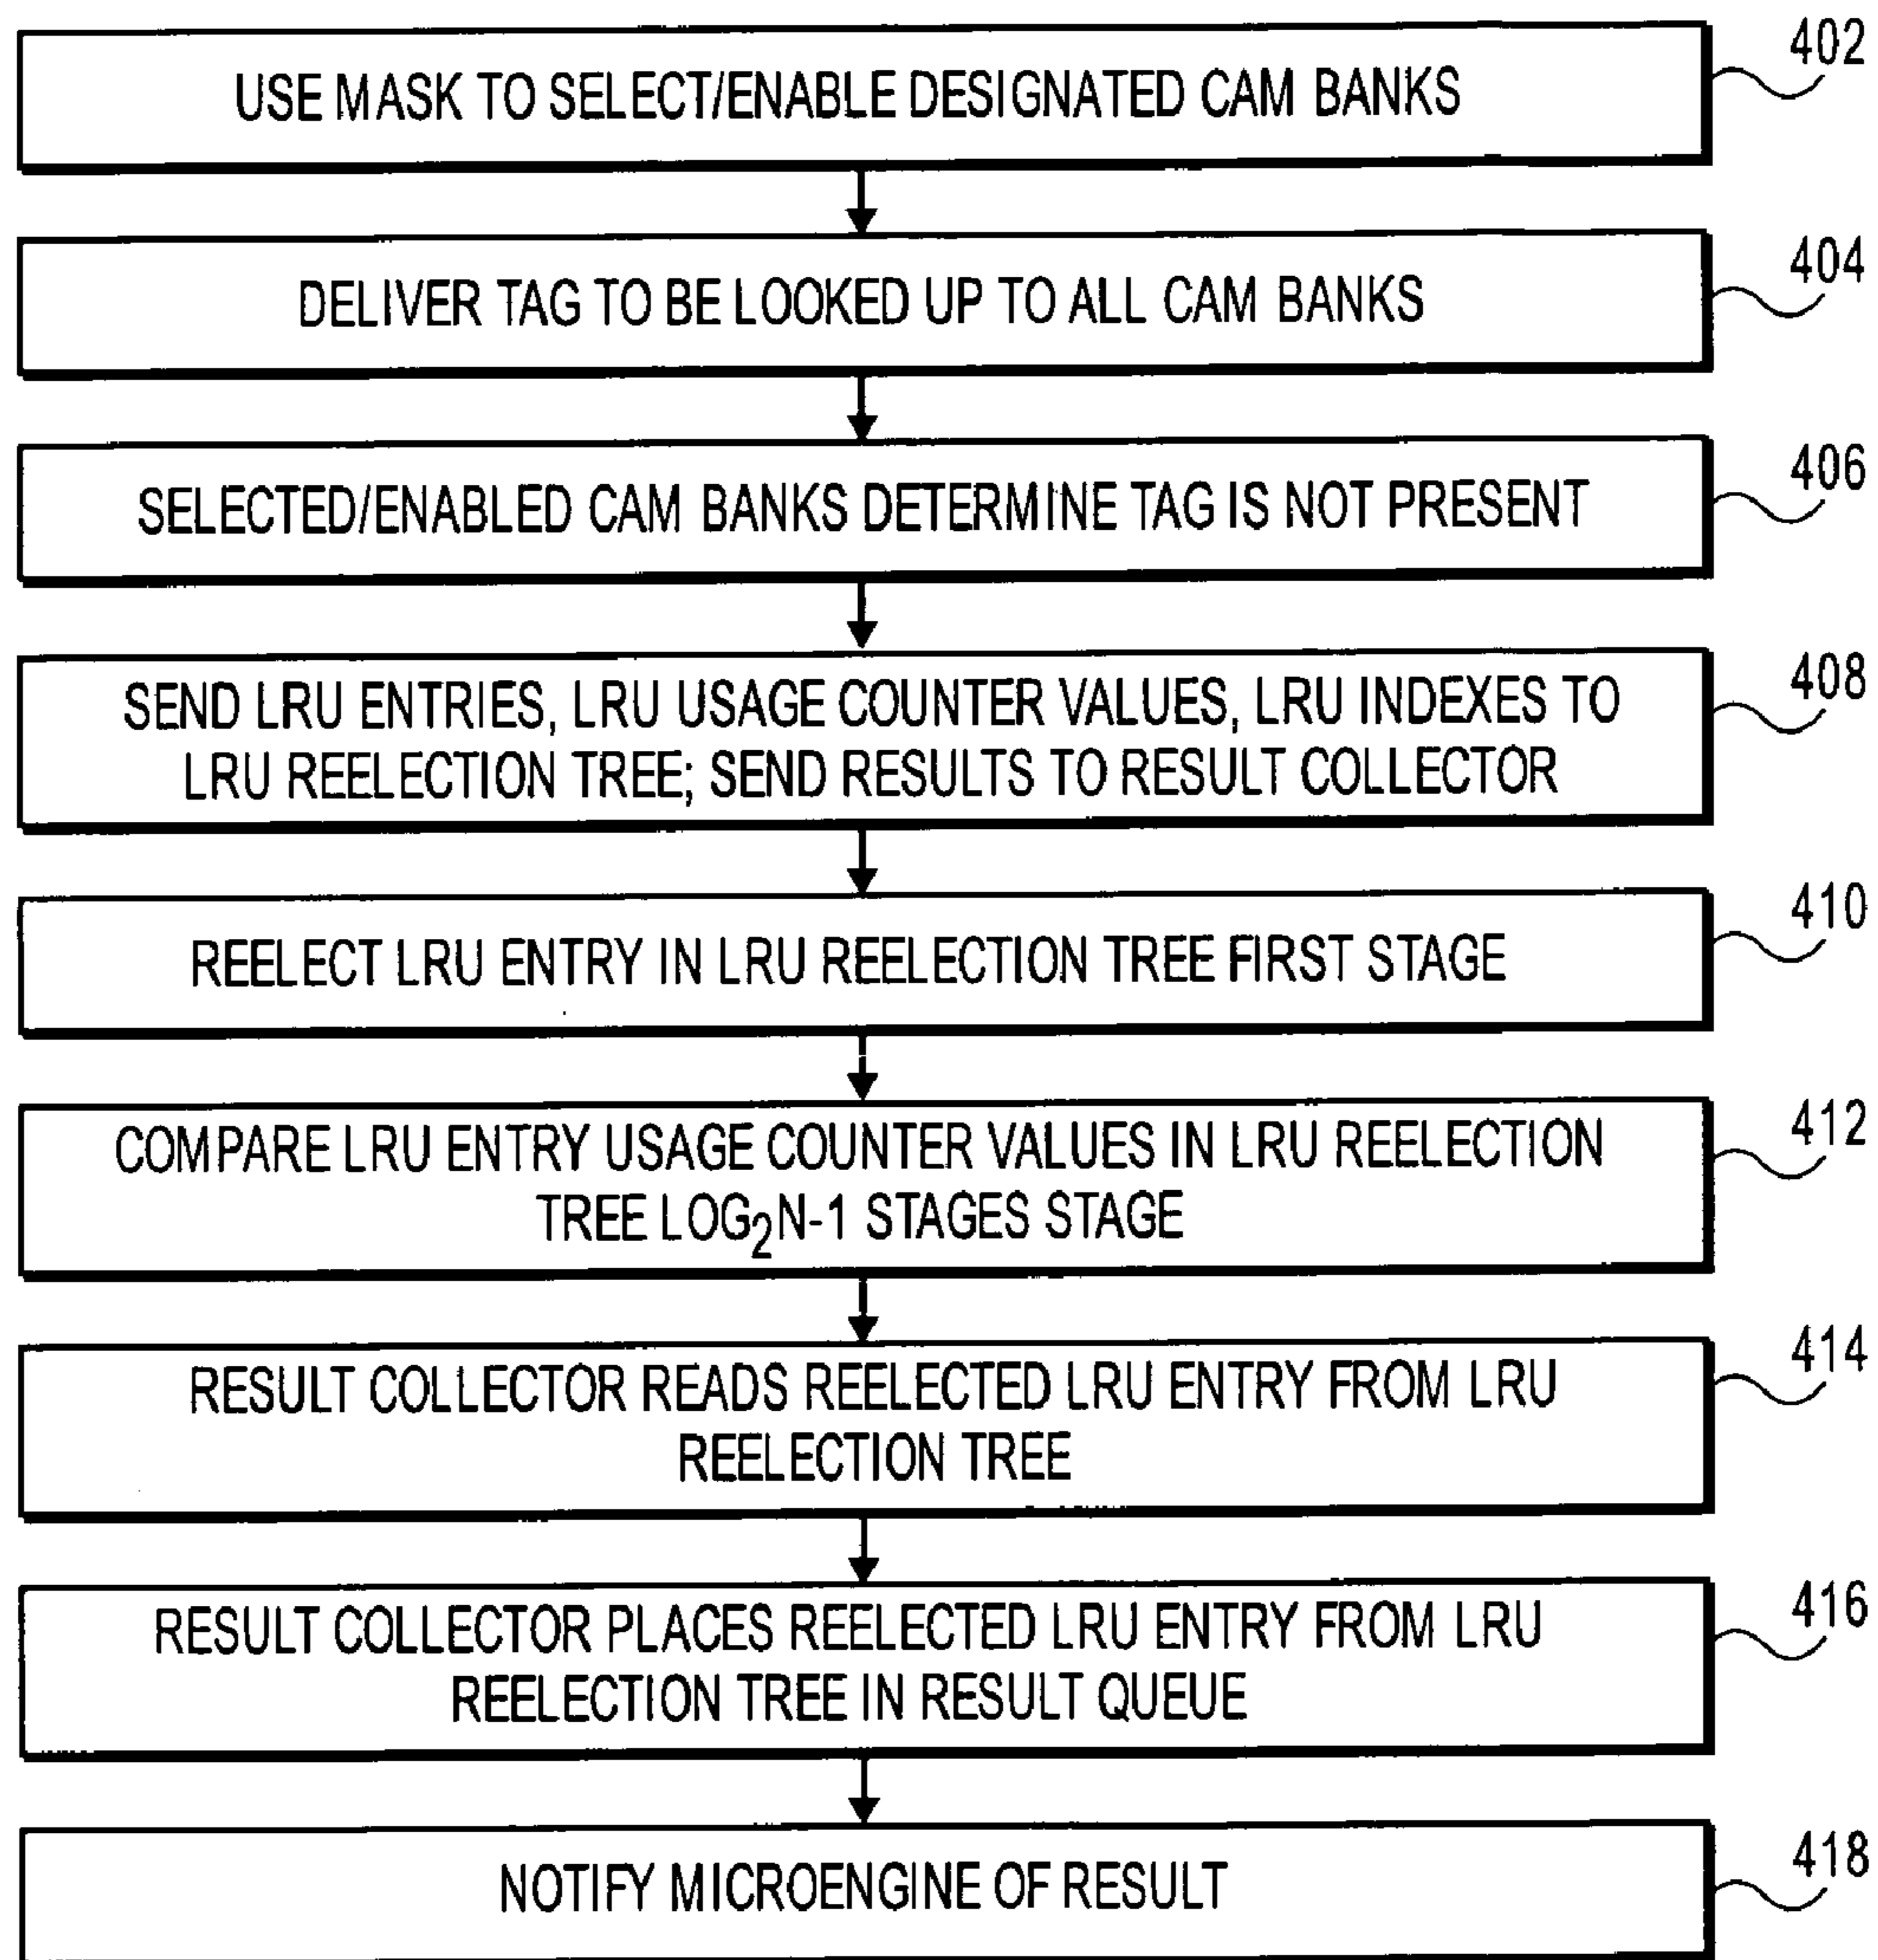 USE MASK TO SELECT/ENABLE DESIGNATED CAM BANKS
402
DELIVER TAG TO BE LOOKED UP TO ALL CAM BANKS
404
SELECTED/ENABLED CAM BANKS DETERMINE TAG IS NOT PRESENT
406
SEND LRU ENTRIES, LRU USAGE COUNTER VALUES, LRU INDEXES TO
LRU REELECTION TREE; SEND RESULTS TO RESULT COLLECTOR
408
REELECT LRU ENTRY IN LRU REELECTION TREE FIRST STAGE
410
COMPARE LRU ENTRY USAGE COUNTER VALUES IN LRU REELECTION
TREE LOG₂N-1 STAGES STAGE
412
RESULT COLLECTOR READS REELECTED LRU ENTRY FROM LRU
REELECTION TREE
414
RESULT COLLECTOR PLACES REELECTED LRU ENTRY FROM LRU
REELECTION TREE IN RESULT QUEUE
416
NOTIFY MICROENGINE OF RESULT
418